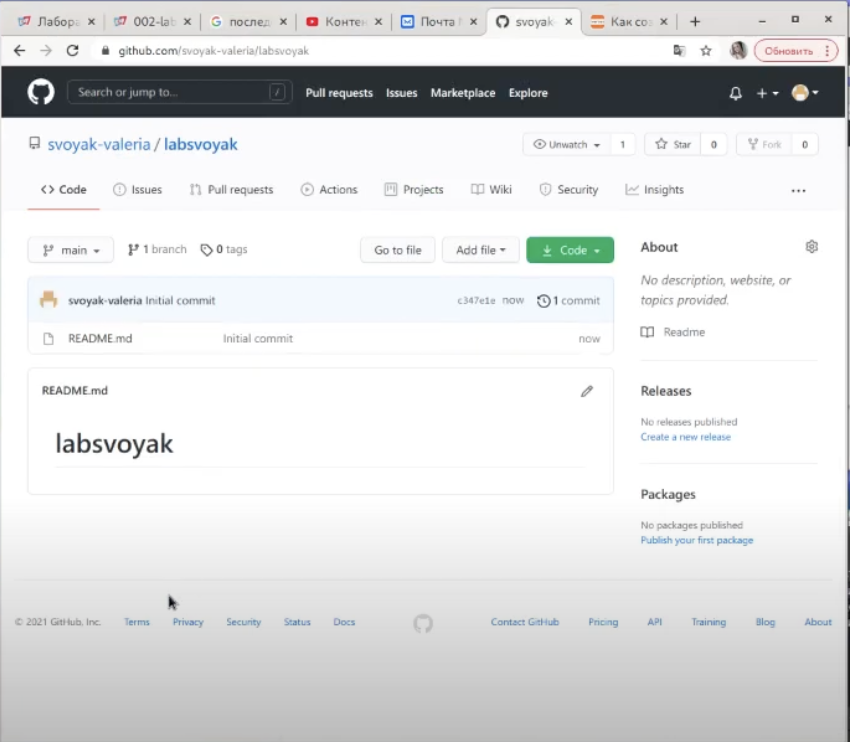 Лабора
002-lab
послед
Контен
Почта
svoyak-
Как со
github.com/svoyak-valeria/labsvoyak
Обновить
Search or jump to...
/
Pull requests Issues Marketplace Explore
svoyak-valeria / labsvoyak
Unwatch 1
Star 0
Fork 0
Code Issues Pull requests Actions Projects Wiki Security Insights
main 1 branch 0 tags Go to file Add file Code
svoyak-valeria Initial commit c347e1e now 1 commit
README.md Initial commit now
README.md
labsvoyak
About
No description, website, or
topics provided.
Readme
Releases
No releases published
Create a new release
Packages
No packages published
Publish your first package
© 2021 GitHub, Inc. Terms Privacy Security Status Docs Contact GitHub Pricing API Training Blog About